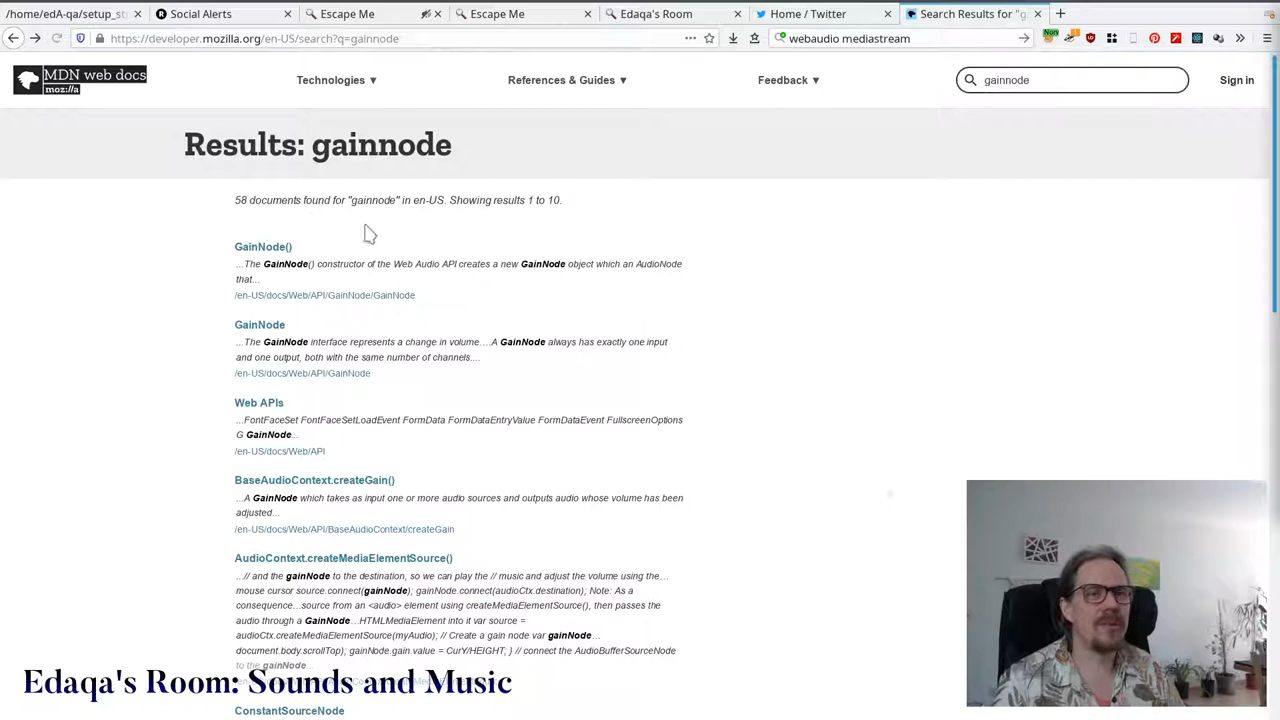 /home/edA-qa/setup_st
Social Alerts
Escape Me
Escape Me
Edaqa's Room
Home / Twitter
Search Results for "g
https://developer.mozilla.org/en-US/search?q=gainnode
webaudio mediastream
Non
MDN web docs
moz://a
Technologies ▼
References & Guides ▼
Feedback ▼
gainnode
Sign in
Results: gainnode
58 documents found for "gainnode" in en-US. Showing results 1 to 10.
GainNode()
...The GainNode() constructor of the Web Audio API creates a new GainNode object which an AudioNode
that...
/en-US/docs/Web/API/GainNode/GainNode
GainNode
...The GainNode interface represents a change in volume....A GainNode always has exactly one input
and one output, both with the same number of channels....
/en-US/docs/Web/API/GainNode
Web APIs
...FontFaceSet FontFaceSetLoadEvent FormData FormDataEntryValue FormDataEvent FullscreenOptions
G GainNode...
/en-US/docs/Web/API
BaseAudioContext.createGain()
...A GainNode which takes as input one or more audio sources and outputs audio whose volume has been
adjusted...
/en-US/docs/Web/API/BaseAudioContext/createGain
AudioContext.createMediaElementSource()
...// and the gainNode to the destination, so we can play the // music and adjust the volume using the...
mouse cursor source.connect(gainNode); gainNode.connect(audioCtx.destination); Note: As a
consequence...source from an <audio> element using createMediaElementSource(), then passes the
audio through a GainNode...HTMLMediaElement into it var source =
audioCtx.createMediaElementSource(myAudio); // Create a gain node var gainNode...
document.body.scrollTop); gainNode.gain.value = CurY/HEIGHT; } // connect the AudioBufferSourceNode
to the gainNode...
Edaqa's Room: Sounds and Music
ConstantSourceNode